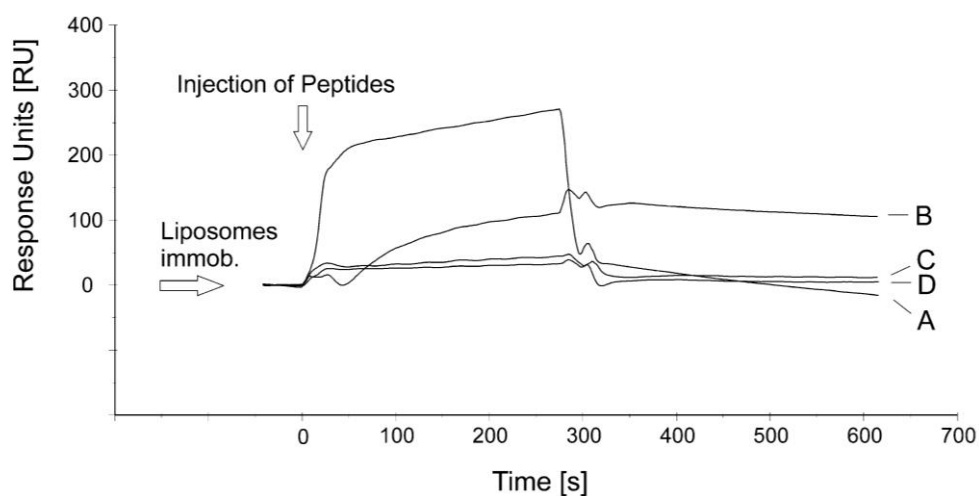 Response Units [RU]
400
300
200
100
0
Injection of Peptides
Liposomes
immob.
B
C
D
A
0
100
200
300
400
500
600
700
Time [s]